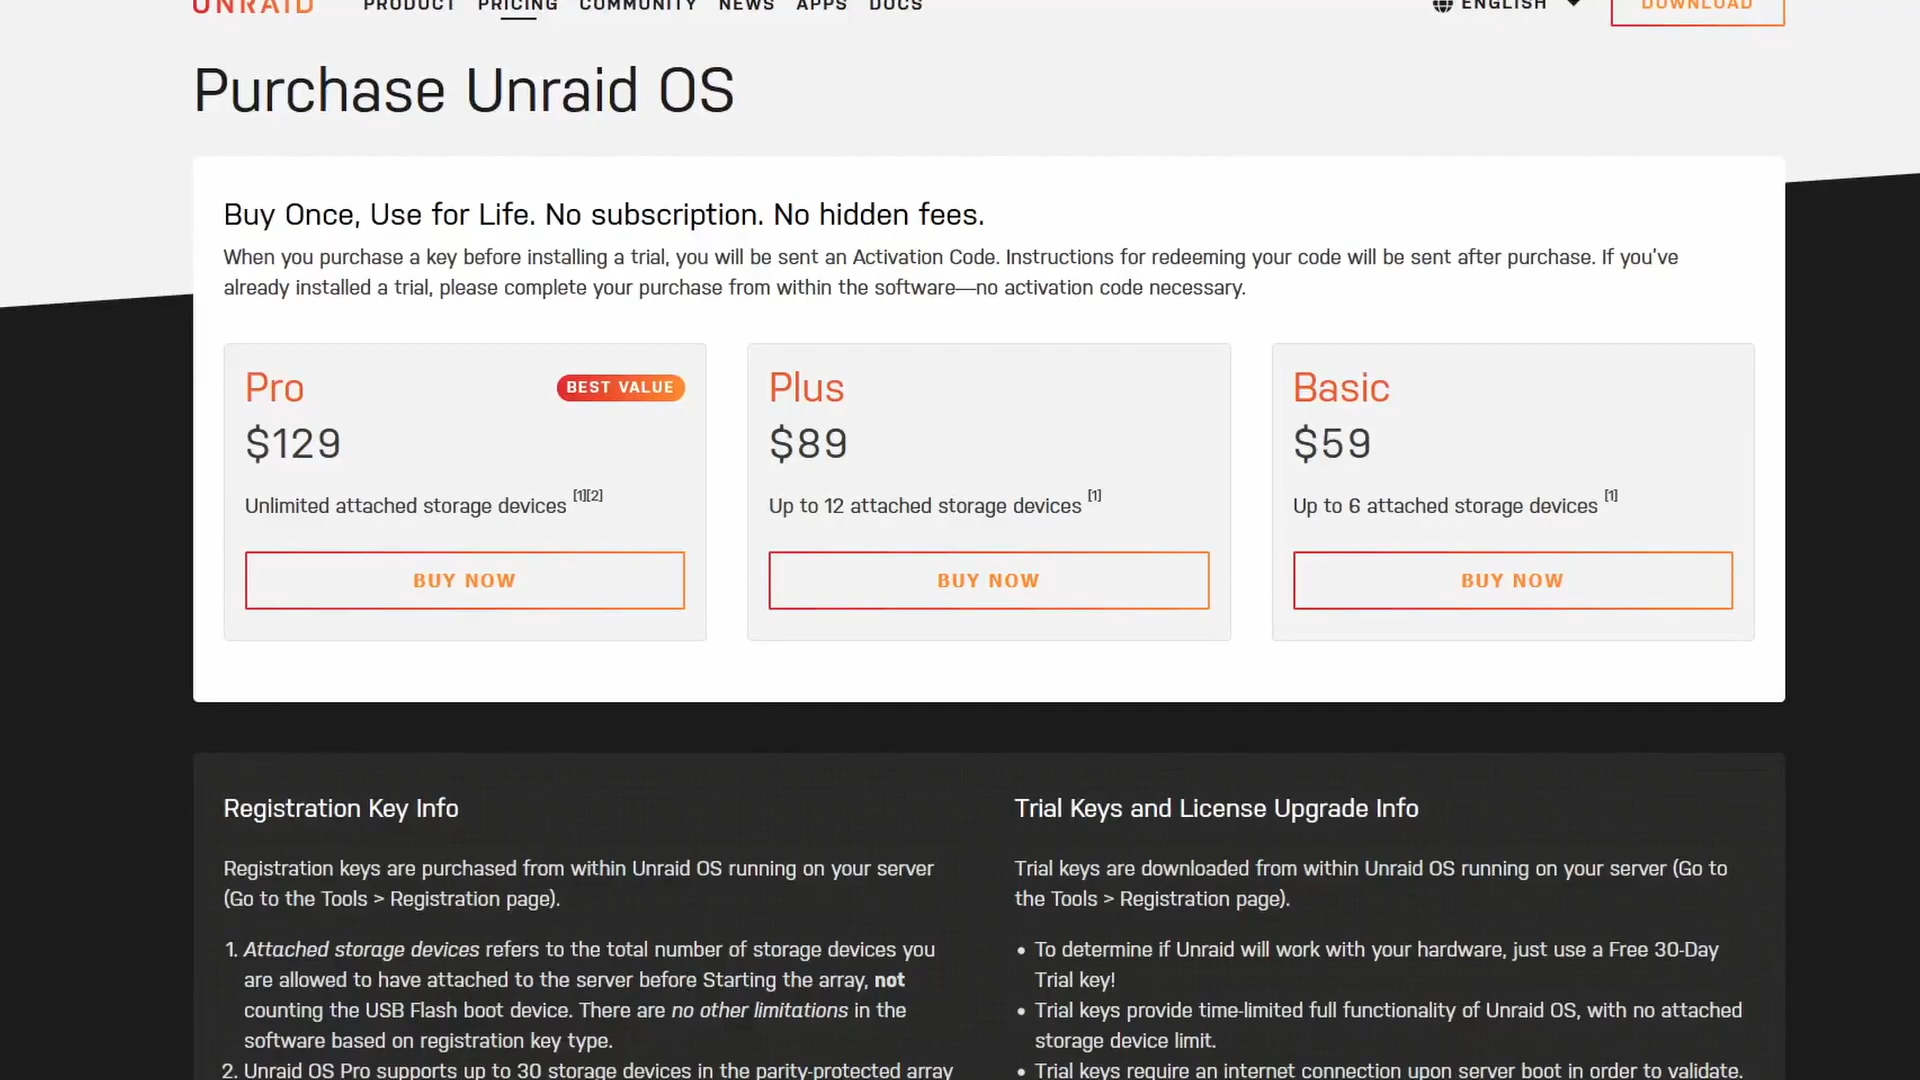 UNRAID PRODUCT PRICING COMMUNITY NEWS APPS DOCS ENGLISH DOWNLOAD
Purchase Unraid OS
Buy Once, Use for Life. No subscription. No hidden fees.
When you purchase a key before installing a trial, you will be sent an Activation Code. Instructions for redeeming your code will be sent after purchase. If you've
already installed a trial, please complete your purchase from within the software—no activation code necessary.
Pro BEST VALUE
$129
Unlimited attached storage devices [1][2]
BUY NOW
Plus
$89
Up to 12 attached storage devices [1]
BUY NOW
Basic
$59
Up to 6 attached storage devices [1]
BUY NOW
Registration Key Info
Registration keys are purchased from within Unraid OS running on your server
(Go to the Tools > Registration page).
1. Attached storage devices refers to the total number of storage devices you
are allowed to have attached to the server before Starting the array, not
counting the USB Flash boot device. There are no other limitations in the
software based on registration key type.
2. Unraid OS Pro supports up to 30 storage devices in the parity-protected array
Trial Keys and License Upgrade Info
Trial keys are downloaded from within Unraid OS running on your server (Go to
the Tools > Registration page).
• To determine if Unraid will work with your hardware, just use a Free 30-Day
Trial key!
• Trial keys provide time-limited full functionality of Unraid OS, with no attached
storage device limit.
• Trial keys require an internet connection upon server boot in order to validate.